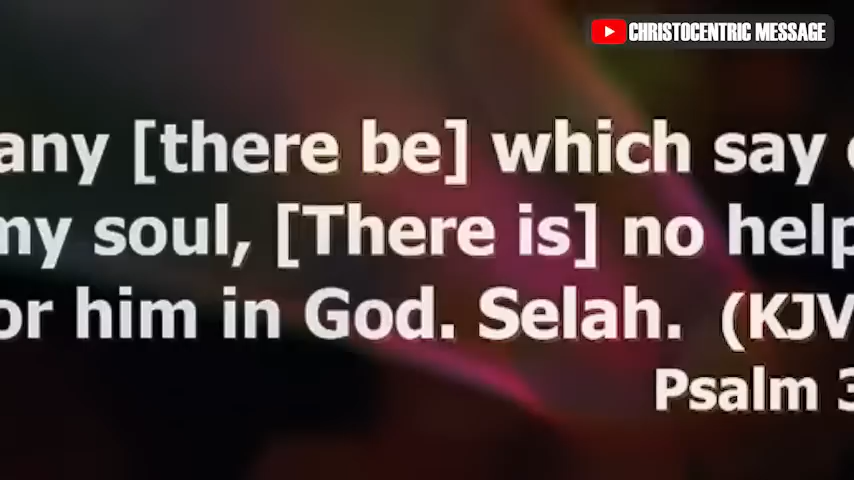 CHRISTOCENTRIC MESSAGE
any [there be] which say
my soul, [There is] no help
or him in God. Selah. (KJV
Psalm 3